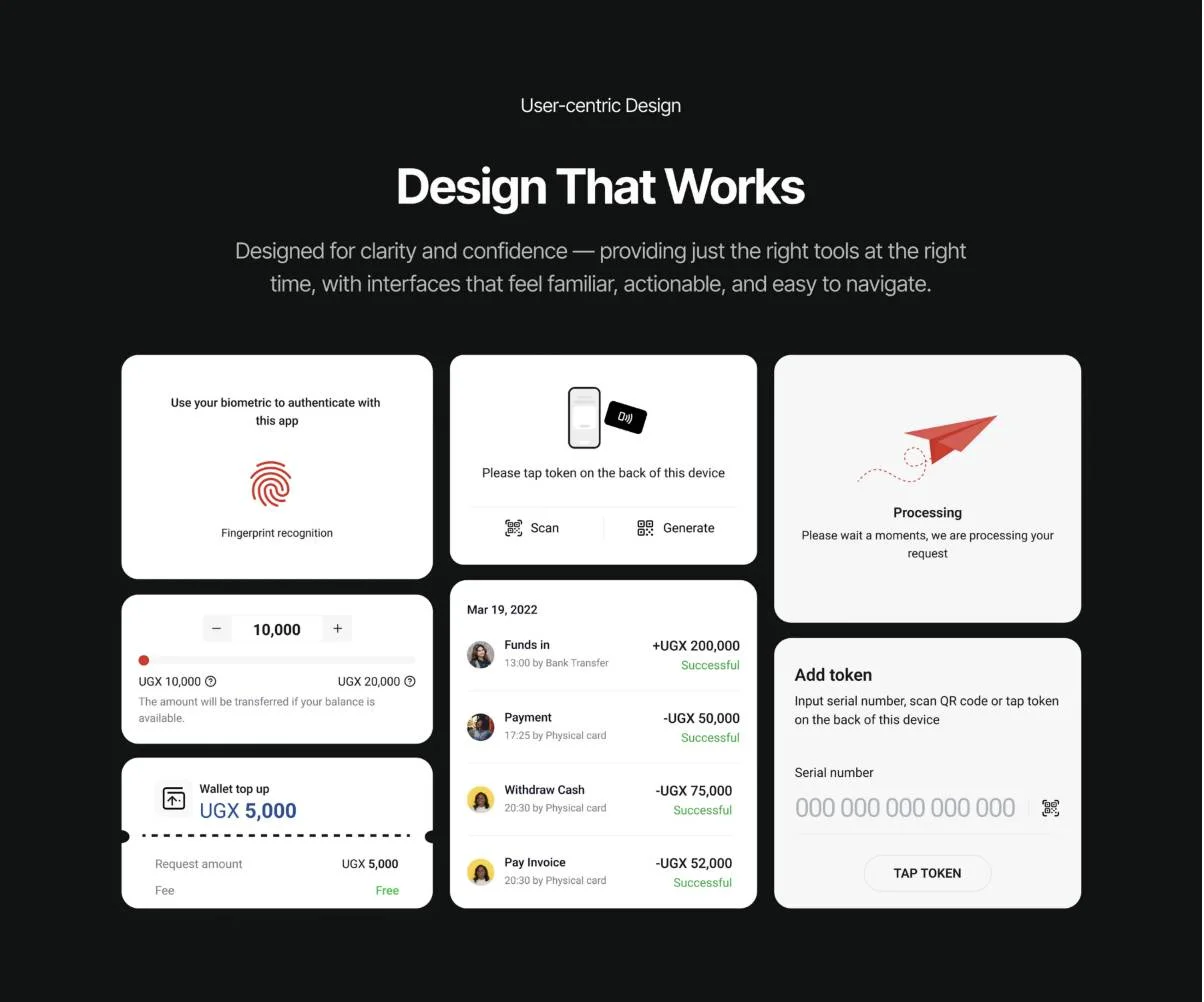 User-centric Design
Design That Works
Designed for clarity and confidence — providing just the right tools at the right
time, with interfaces that feel familiar, actionable, and easy to navigate.
Use your biometric to authenticate with
this app
Fingerprint recognition
− 10,000 +
UGX 10,000 UGX 20,000
The amount will be transferred if your balance is
available.
Wallet top up
UGX 5,000
Request amount UGX 5,000
Fee Free
Please tap token on the back of this device
Scan Generate
Mar 19, 2022
Funds in +UGX 200,000
13:00 by Bank Transfer Successful
Payment -UGX 50,000
17:25 by Physical card Successful
Withdraw Cash -UGX 75,000
20:30 by Physical card Successful
Pay Invoice -UGX 52,000
20:30 by Physical card Successful
Processing
Please wait a moments, we are processing your
request
Add token
Input serial number, scan QR code or tap token
on the back of this device
Serial number
000 000 000 000 000
TAP TOKEN